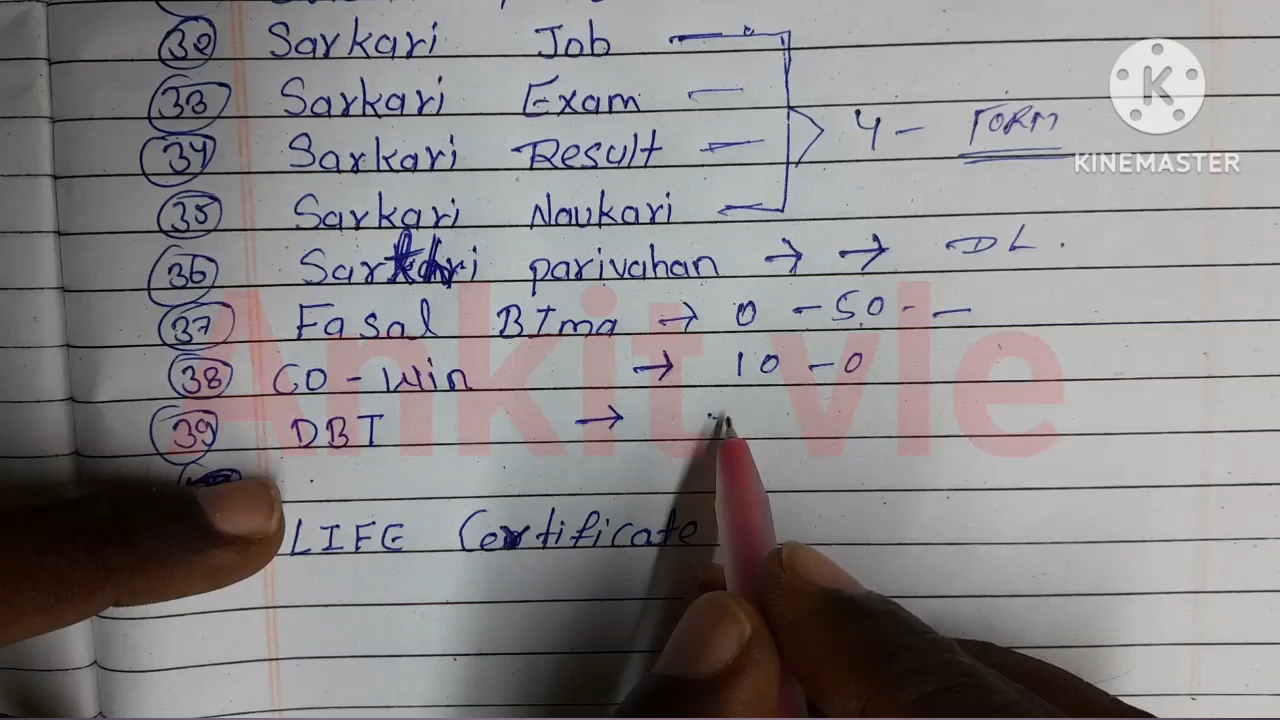 32 Sarkari Job —
33 Sarkari Exam —
34 Sarkari Result — 4 - FORM
35 Sarkari Naukari —
36 Sarkari parivahan → → DL.
37 Fasal BIma → 0 - 50 - —
38 CO-Win → 10 - 0
39 DBT →
LIFE Certificate
K
KINEMASTER
Ankit vle